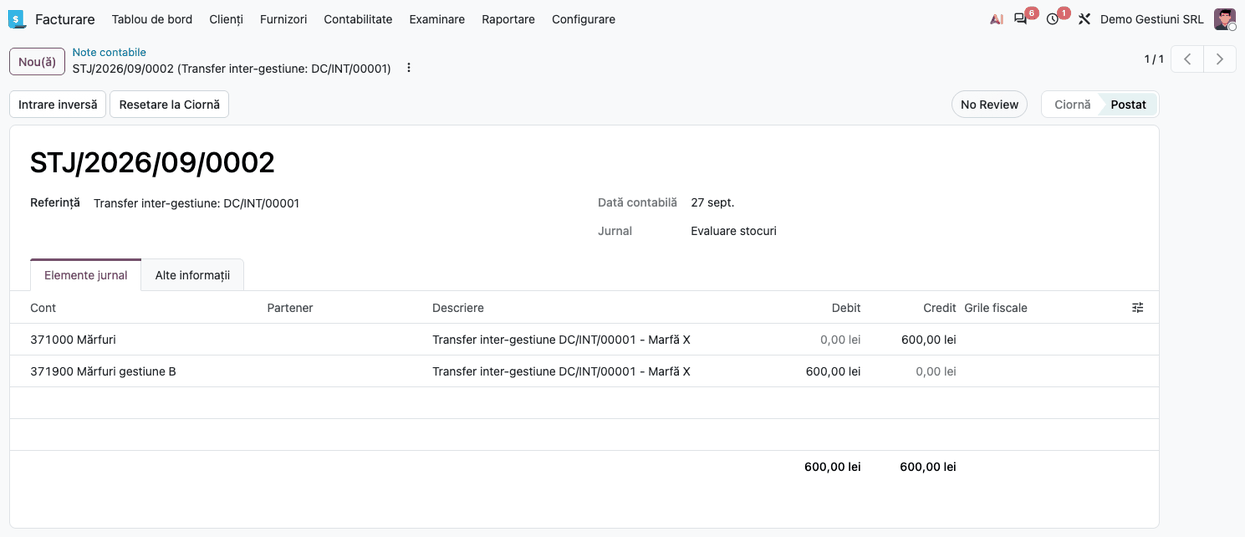 Facturare Tablou de bord Clienți Furnizori Contabilitate Examinare Raportare Configurare AI 6 1 Demo Gestiuni SRL
Nou(ă) Note contabile 1 / 1
STJ/2026/09/0002 (Transfer inter-gestiune: DC/INT/00001)
Intrare inversă Resetare la Ciornă No Review Ciornă Postat
STJ/2026/09/0002
Referință Transfer inter-gestiune: DC/INT/00001 Dată contabilă 27 sept.
Jurnal Evaluare stocuri
Elemente jurnal Alte informații
Cont Partener Descriere Debit Credit Grile fiscale
371000 Mărfuri Transfer inter-gestiune DC/INT/00001 - Marfă X 0,00 lei 600,00 lei
371900 Mărfuri gestiune B Transfer inter-gestiune DC/INT/00001 - Marfă X 600,00 lei 0,00 lei
600,00 lei 600,00 lei